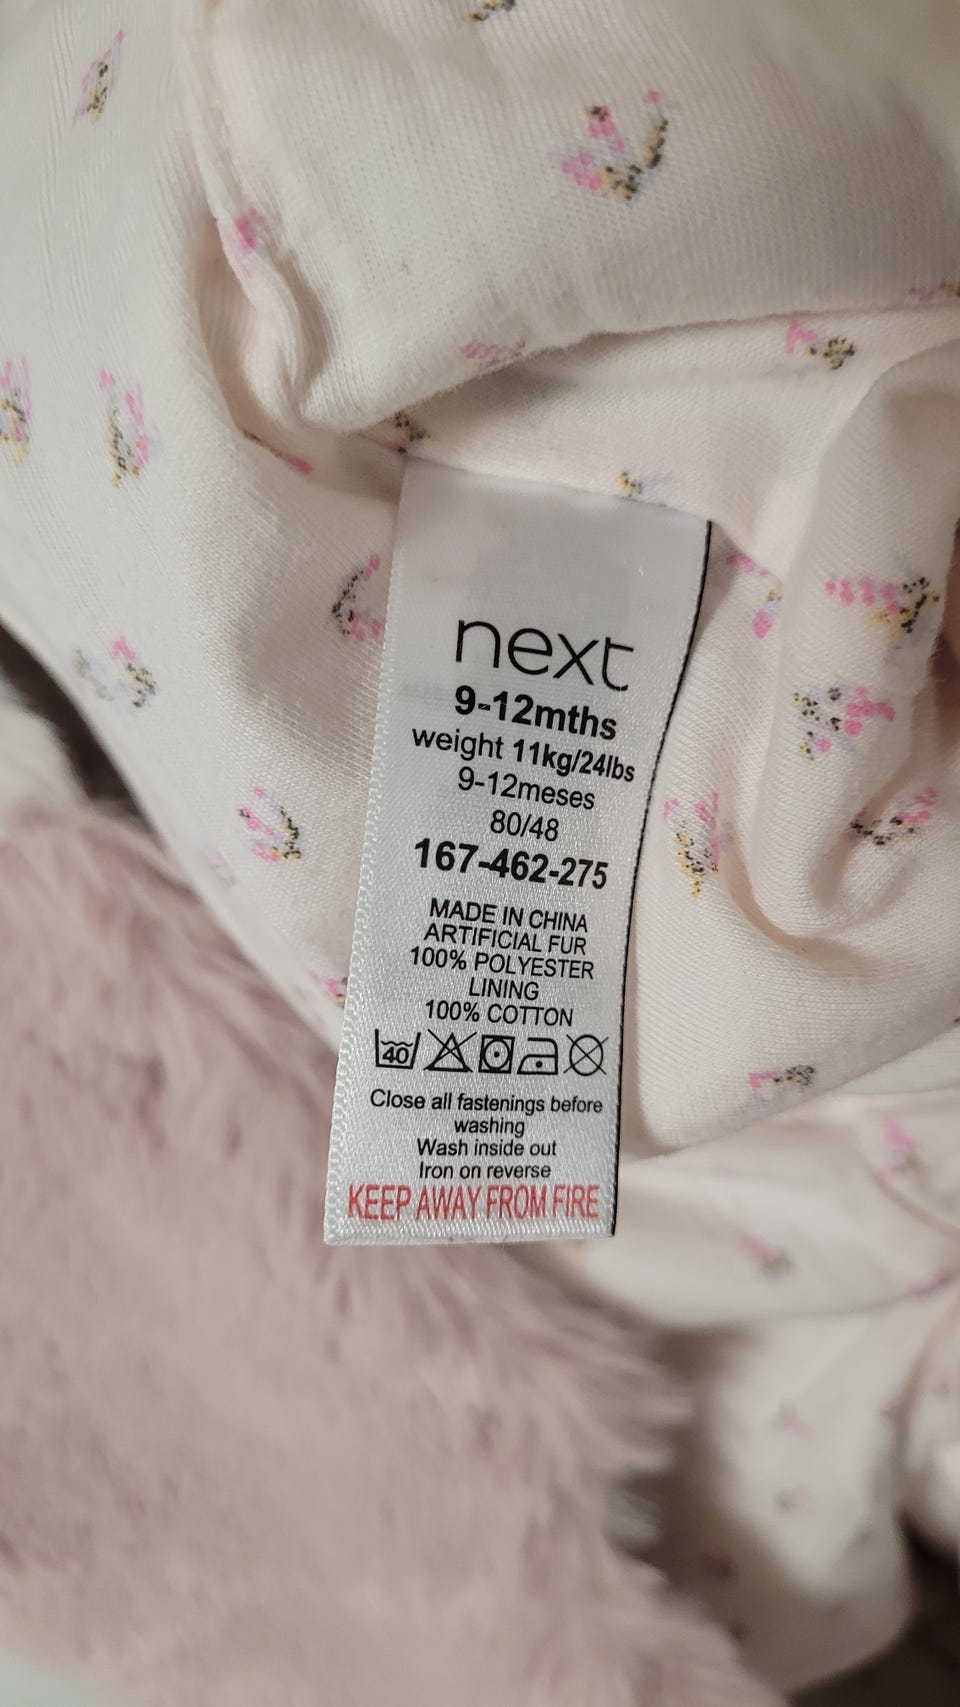 next
9-12mths
weight 11kg/24lbs
9-12meses
80/48
167-462-275
MADE IN CHINA
ARTIFICIAL FUR
100% POLYESTER
LINING
100% COTTON
40
Close all fastenings before
washing
Wash inside out
Iron on reverse
KEEP AWAY FROM FIRE